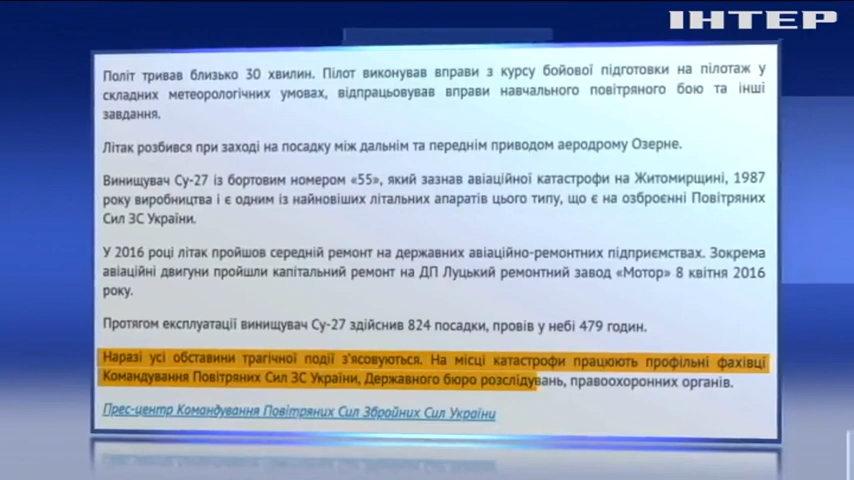 ІНТЕР
Політ тривав близько 30 хвилин. Пілот виконував вправи з курсу бойової підготовки на пілотаж у
складних метеорологічних умовах, відпрацьовував вправи навчального повітряного бою та інші
завдання.
Літак розбився при заході на посадку між дальнім та переднім приводом аеродрому Озерне.
Винищувач Су-27 із бортовим номером «55», який зазнав авіаційної катастрофи на Житомирщині, 1987
року виробництва і є одним із найновіших літальних апаратів цього типу, що є на озброєнні Повітряних
Сил ЗС України.
У 2016 році літак пройшов середній ремонт на державних авіаційно-ремонтних підприємствах. Зокрема
авіаційні двигуни пройшли капітальний ремонт на ДП Луцький ремонтний завод «Мотор» 8 квітня 2016
року.
Протягом експлуатації винищувач Су-27 здійснив 824 посадки, провів у небі 479 годин.
Наразі усі обставини трагічної події з'ясовуються. На місці катастрофи працюють профільні фахівці
Командування Повітряних Сил ЗС України, Державного бюро розслідувань, правоохоронних органів.
Прес-центр Командування Повітряних Сил Збройних Сил України